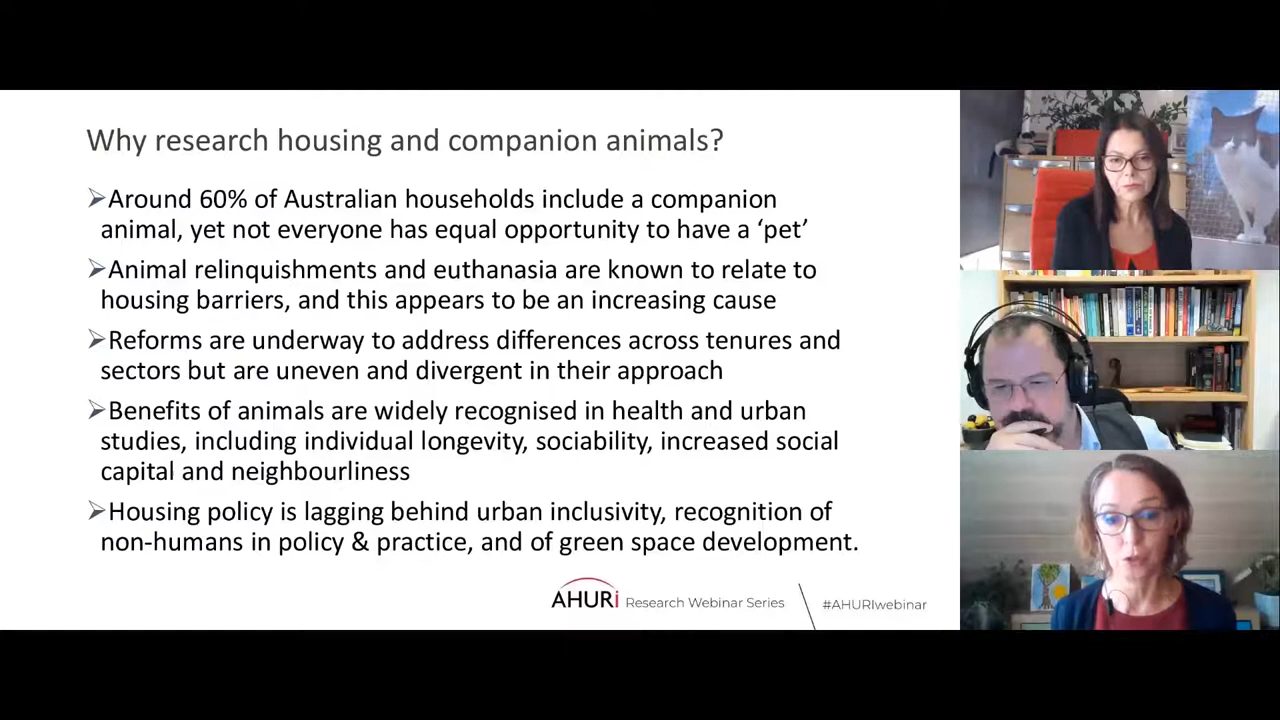 Why research housing and companion animals?
➢Around 60% of Australian households include a companion
animal, yet not everyone has equal opportunity to have a ‘pet’
➢Animal relinquishments and euthanasia are known to relate to
housing barriers, and this appears to be an increasing cause
➢Reforms are underway to address differences across tenures and
sectors but are uneven and divergent in their approach
➢Benefits of animals are widely recognised in health and urban
studies, including individual longevity, sociability, increased social
capital and neighbourliness
➢Housing policy is lagging behind urban inclusivity, recognition of
non-humans in policy & practice, and of green space development.
AHURi Research Webinar Series #AHURIwebinar